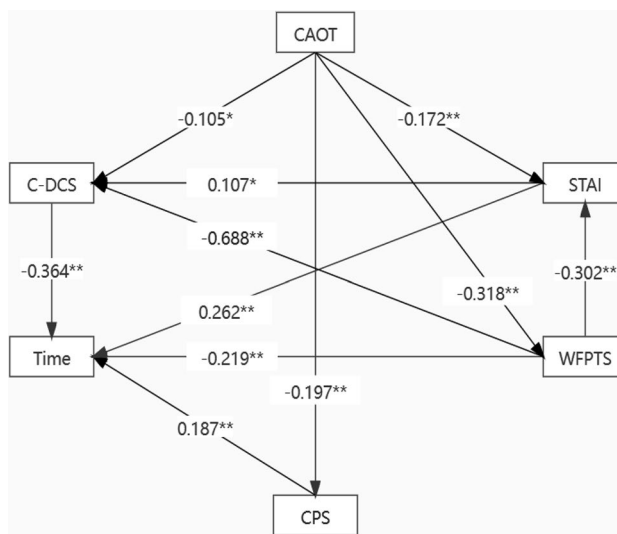 CAOT
-0.105*
-0.172**
C-DCS
0.107*
STAI
-0.688**
-0.364**
-0.302**
-0.318**
0.262**
Time
-0.219**
WFPTS
-0.197**
0.187**
CPS